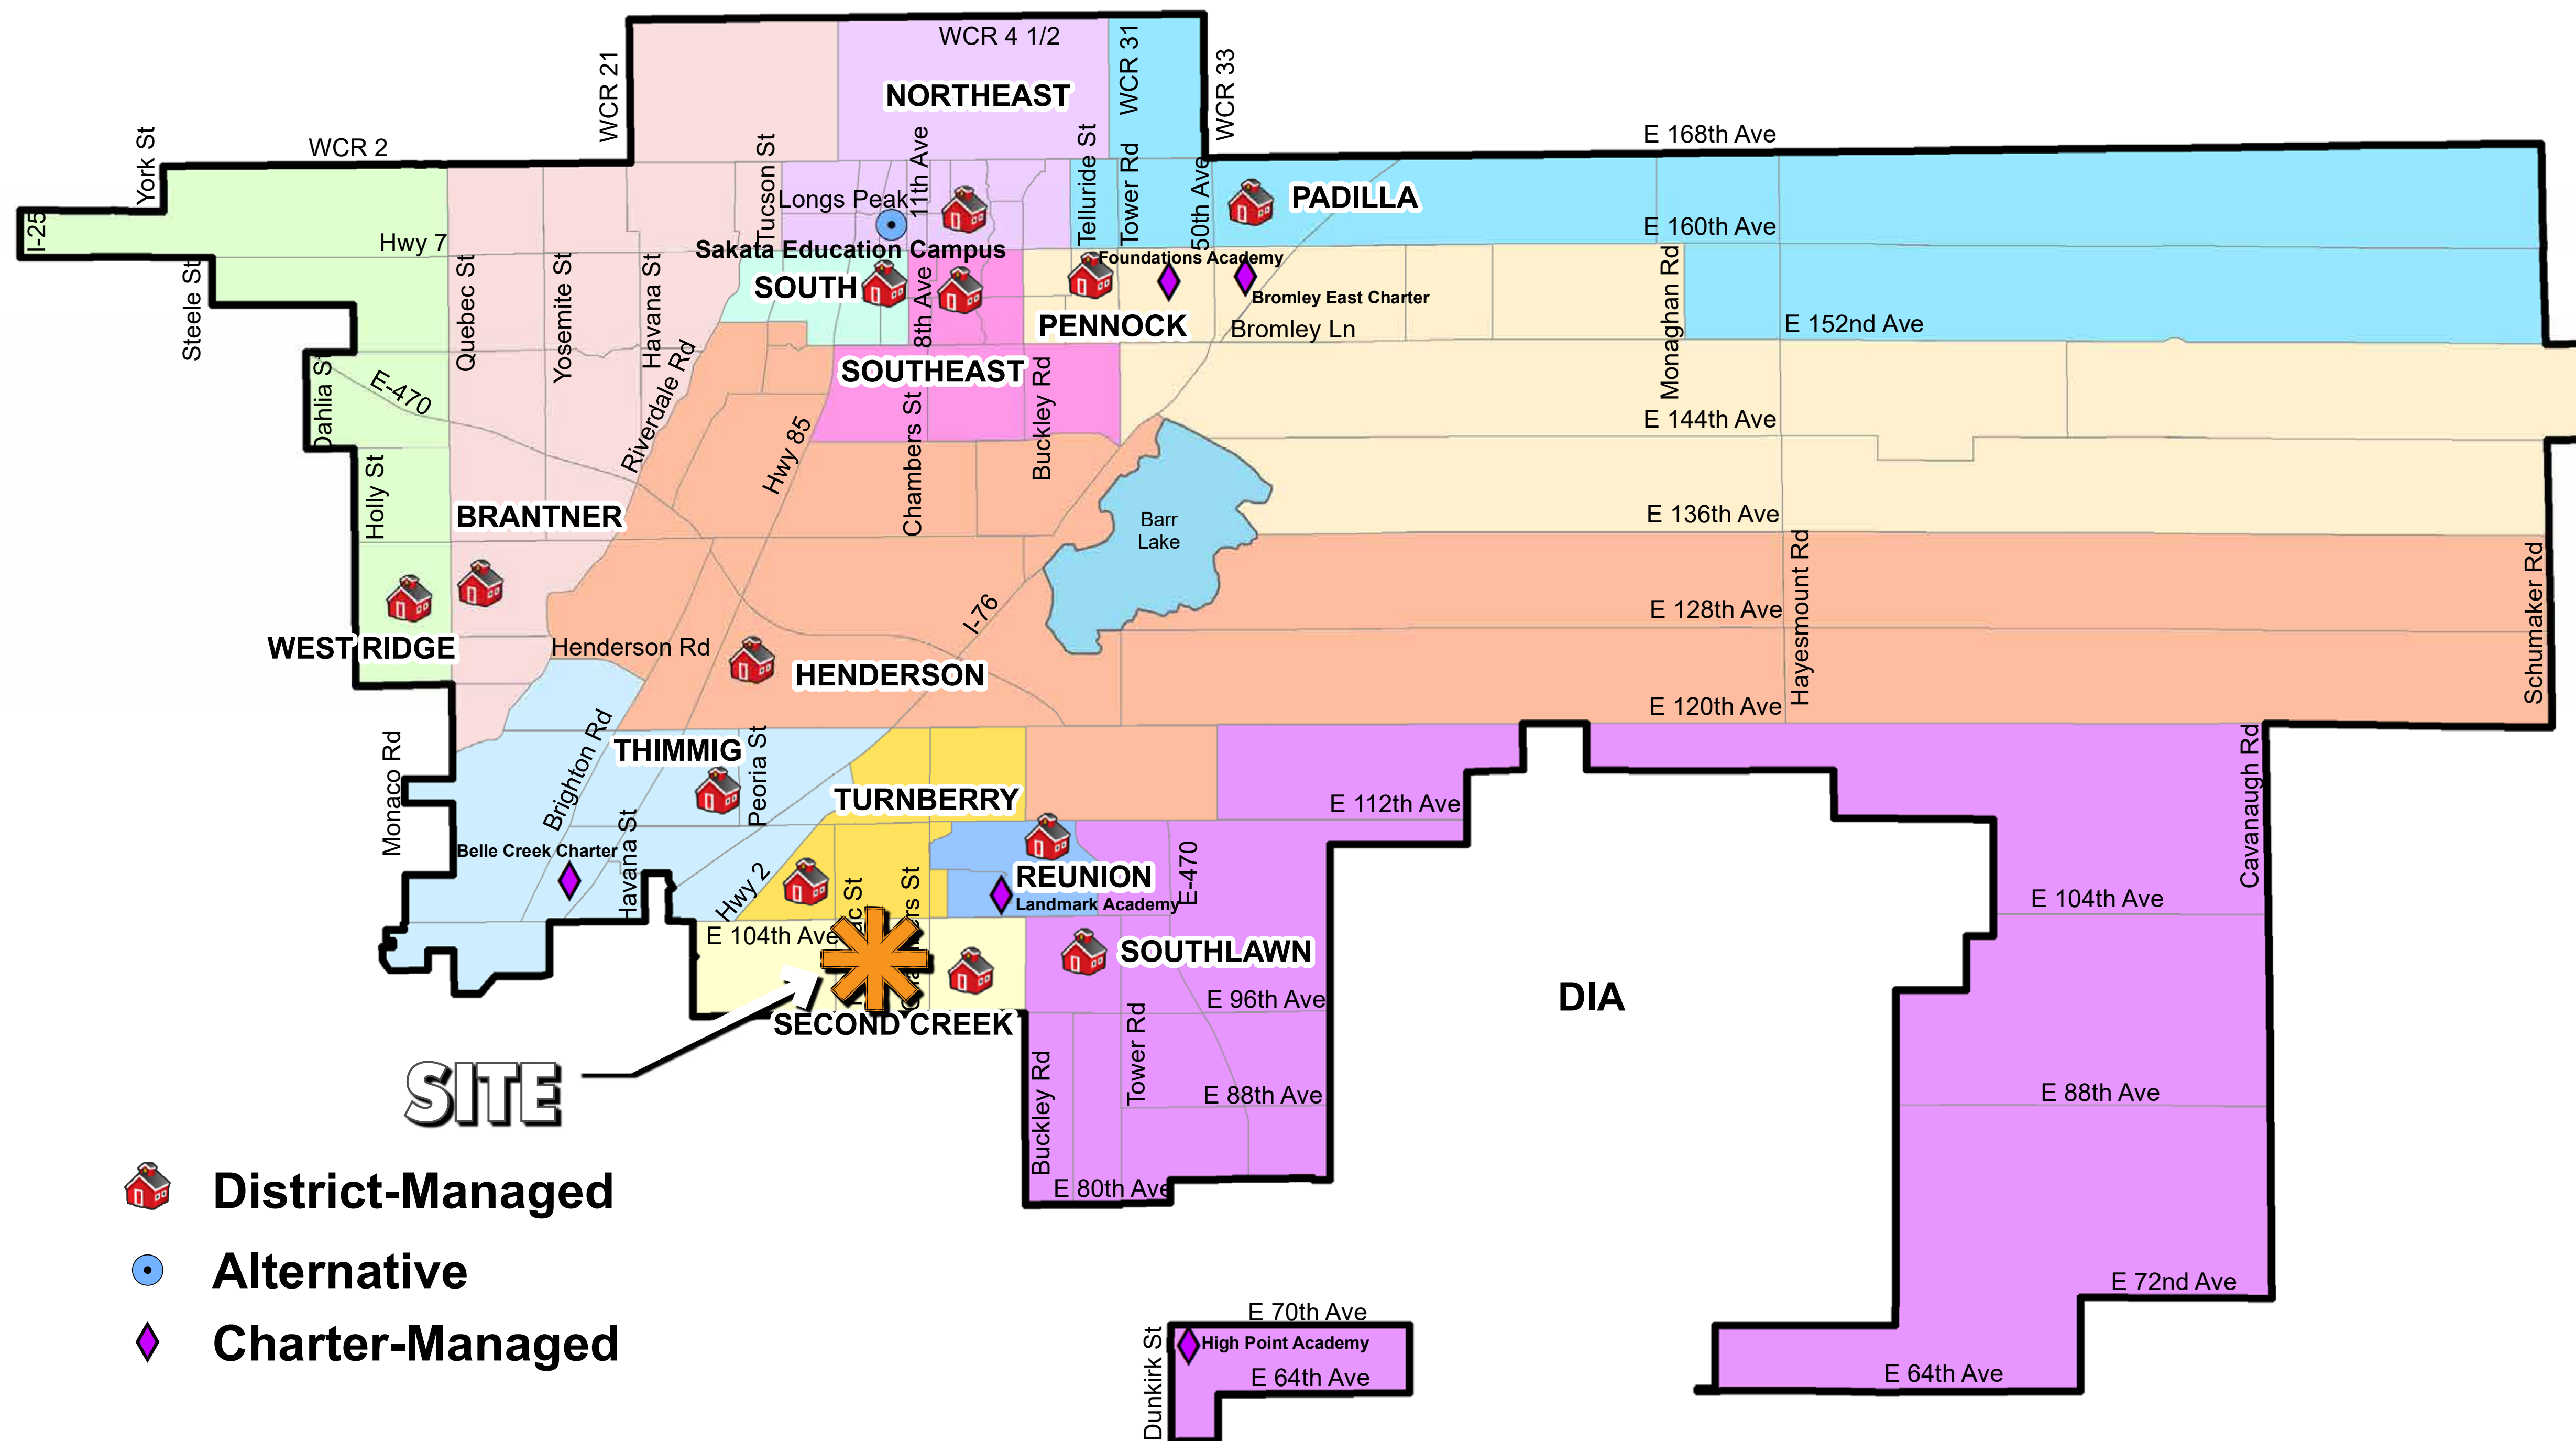 WCR 4 1/2
WCR 31
WCR 21
WCR 33
NORTHEAST
E 168th Ave
WCR 2
York St
Tucson St
11th Ave
Telluride St
Tower Rd
50th Ave
PADILLA
Longs Peak
I-25
Hwy 7
E 160th Ave
Sakata Education Campus
Foundations Academy
Steele St
Quebec St
Yosemite St
Havana St
SOUTH
8th Ave
Bromley East Charter
Monaghan Rd
PENNOCK
Bromley Ln
E 152nd Ave
Riverdale Rd
SOUTHEAST
Dahlia St
E-470
Buckley Rd
Chambers St
Hwy 85
E 144th Ave
Holly St
BRANTNER
Barr
Lake
E 136th Ave
Hayesmount Rd
Schumaker Rd
I-76
E 128th Ave
WEST RIDGE
Henderson Rd
HENDERSON
E 120th Ave
Monaco Rd
Brighton Rd
THIMMIG
Peoria St
TURNBERRY
E 112th Ave
Cavanaugh Rd
Belle Creek Charter
Havana St
Hwy 2
REUNION
Landmark Academy
E-470
E 104th Ave
E 104th Ave
SOUTHLAWN
E 96th Ave
DIA
SECOND CREEK
SITE
Buckley Rd
Tower Rd
E 88th Ave
E 88th Ave
E 80th Ave
District-Managed
Alternative
Charter-Managed
E 72nd Ave
E 70th Ave
High Point Academy
Dunkirk St
E 64th Ave
E 64th Ave